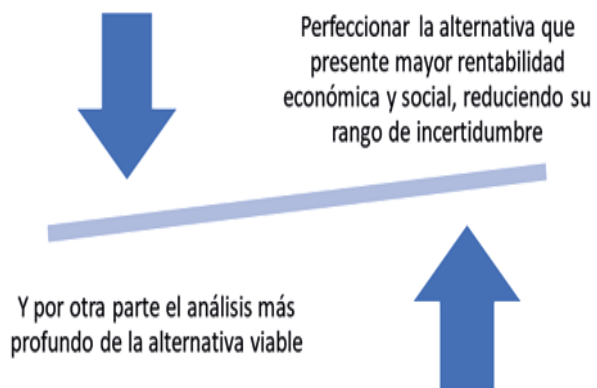 Perfeccionar la alternativa que
presente mayor rentabilidad
económica y social, reduciendo su
rango de incertidumbre
Y por otra parte el análisis más
profundo de la alternativa viable